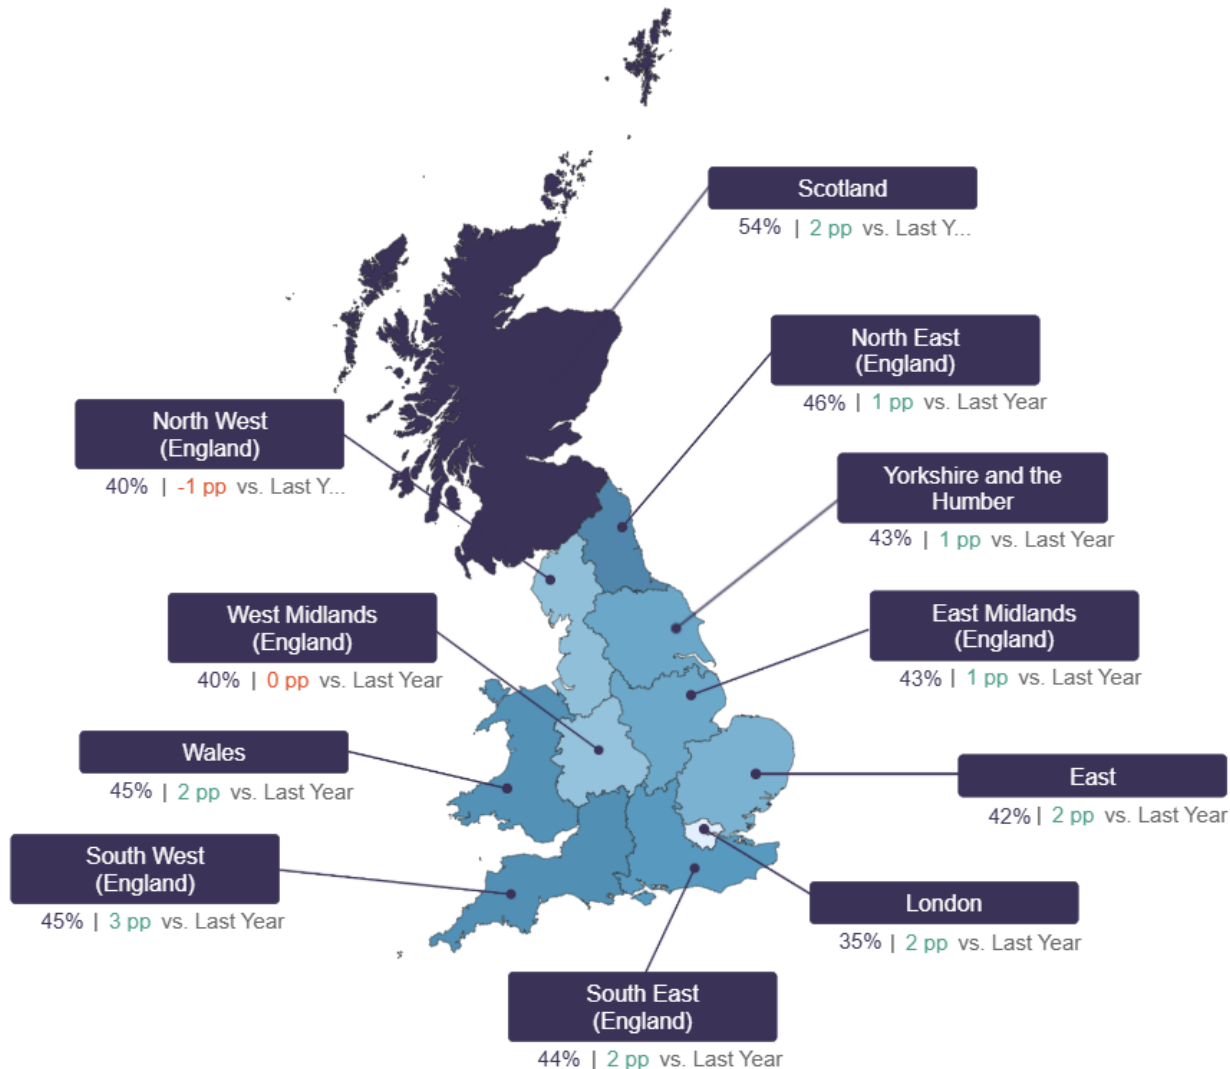 Scotland
54% | 2 pp vs. Last Y...
North East
(England)
46% | 1 pp vs. Last Year
North West
(England)
40% | -1 pp vs. Last Y...
Yorkshire and the
Humber
43% | 1 pp vs. Last Year
West Midlands
(England)
40% | 0 pp vs. Last Year
East Midlands
(England)
43% | 1 pp vs. Last Year
Wales
45% | 2 pp vs. Last Year
East
42% | 2 pp vs. Last Year
South West
(England)
45% | 3 pp vs. Last Year
London
35% | 2 pp vs. Last Year
South East
(England)
44% | 2 pp vs. Last Year